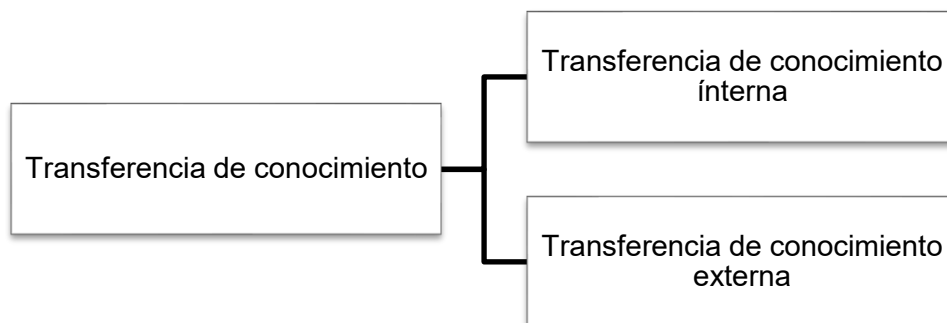 Transferencia de conocimiento
Transferencia de conocimiento
ínterna
Transferencia de conocimiento
externa